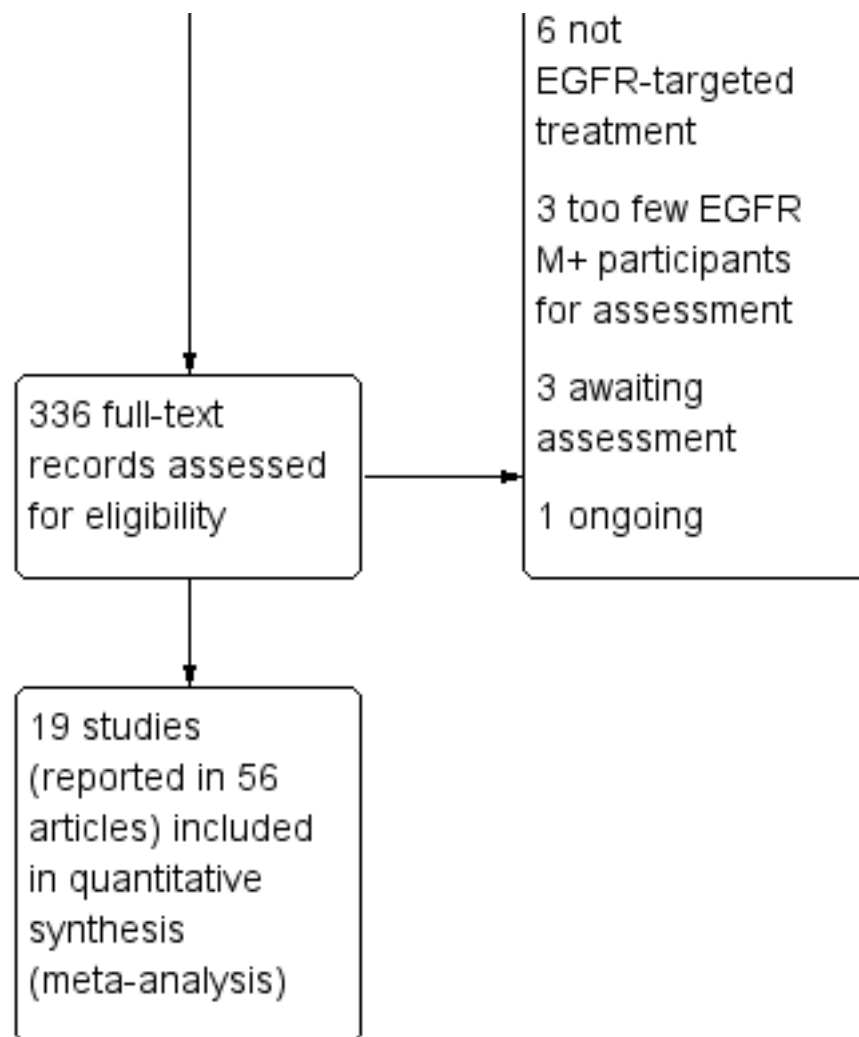 6 not
EGFR-targeted
treatment
3 too few EGFR
M+ participants
for assessment
3 awaiting
assessment
1 ongoing
336 full-text
records assessed
for eligibility
19 studies
(reported in 56
articles) included
in quantitative
synthesis
(meta-analysis)